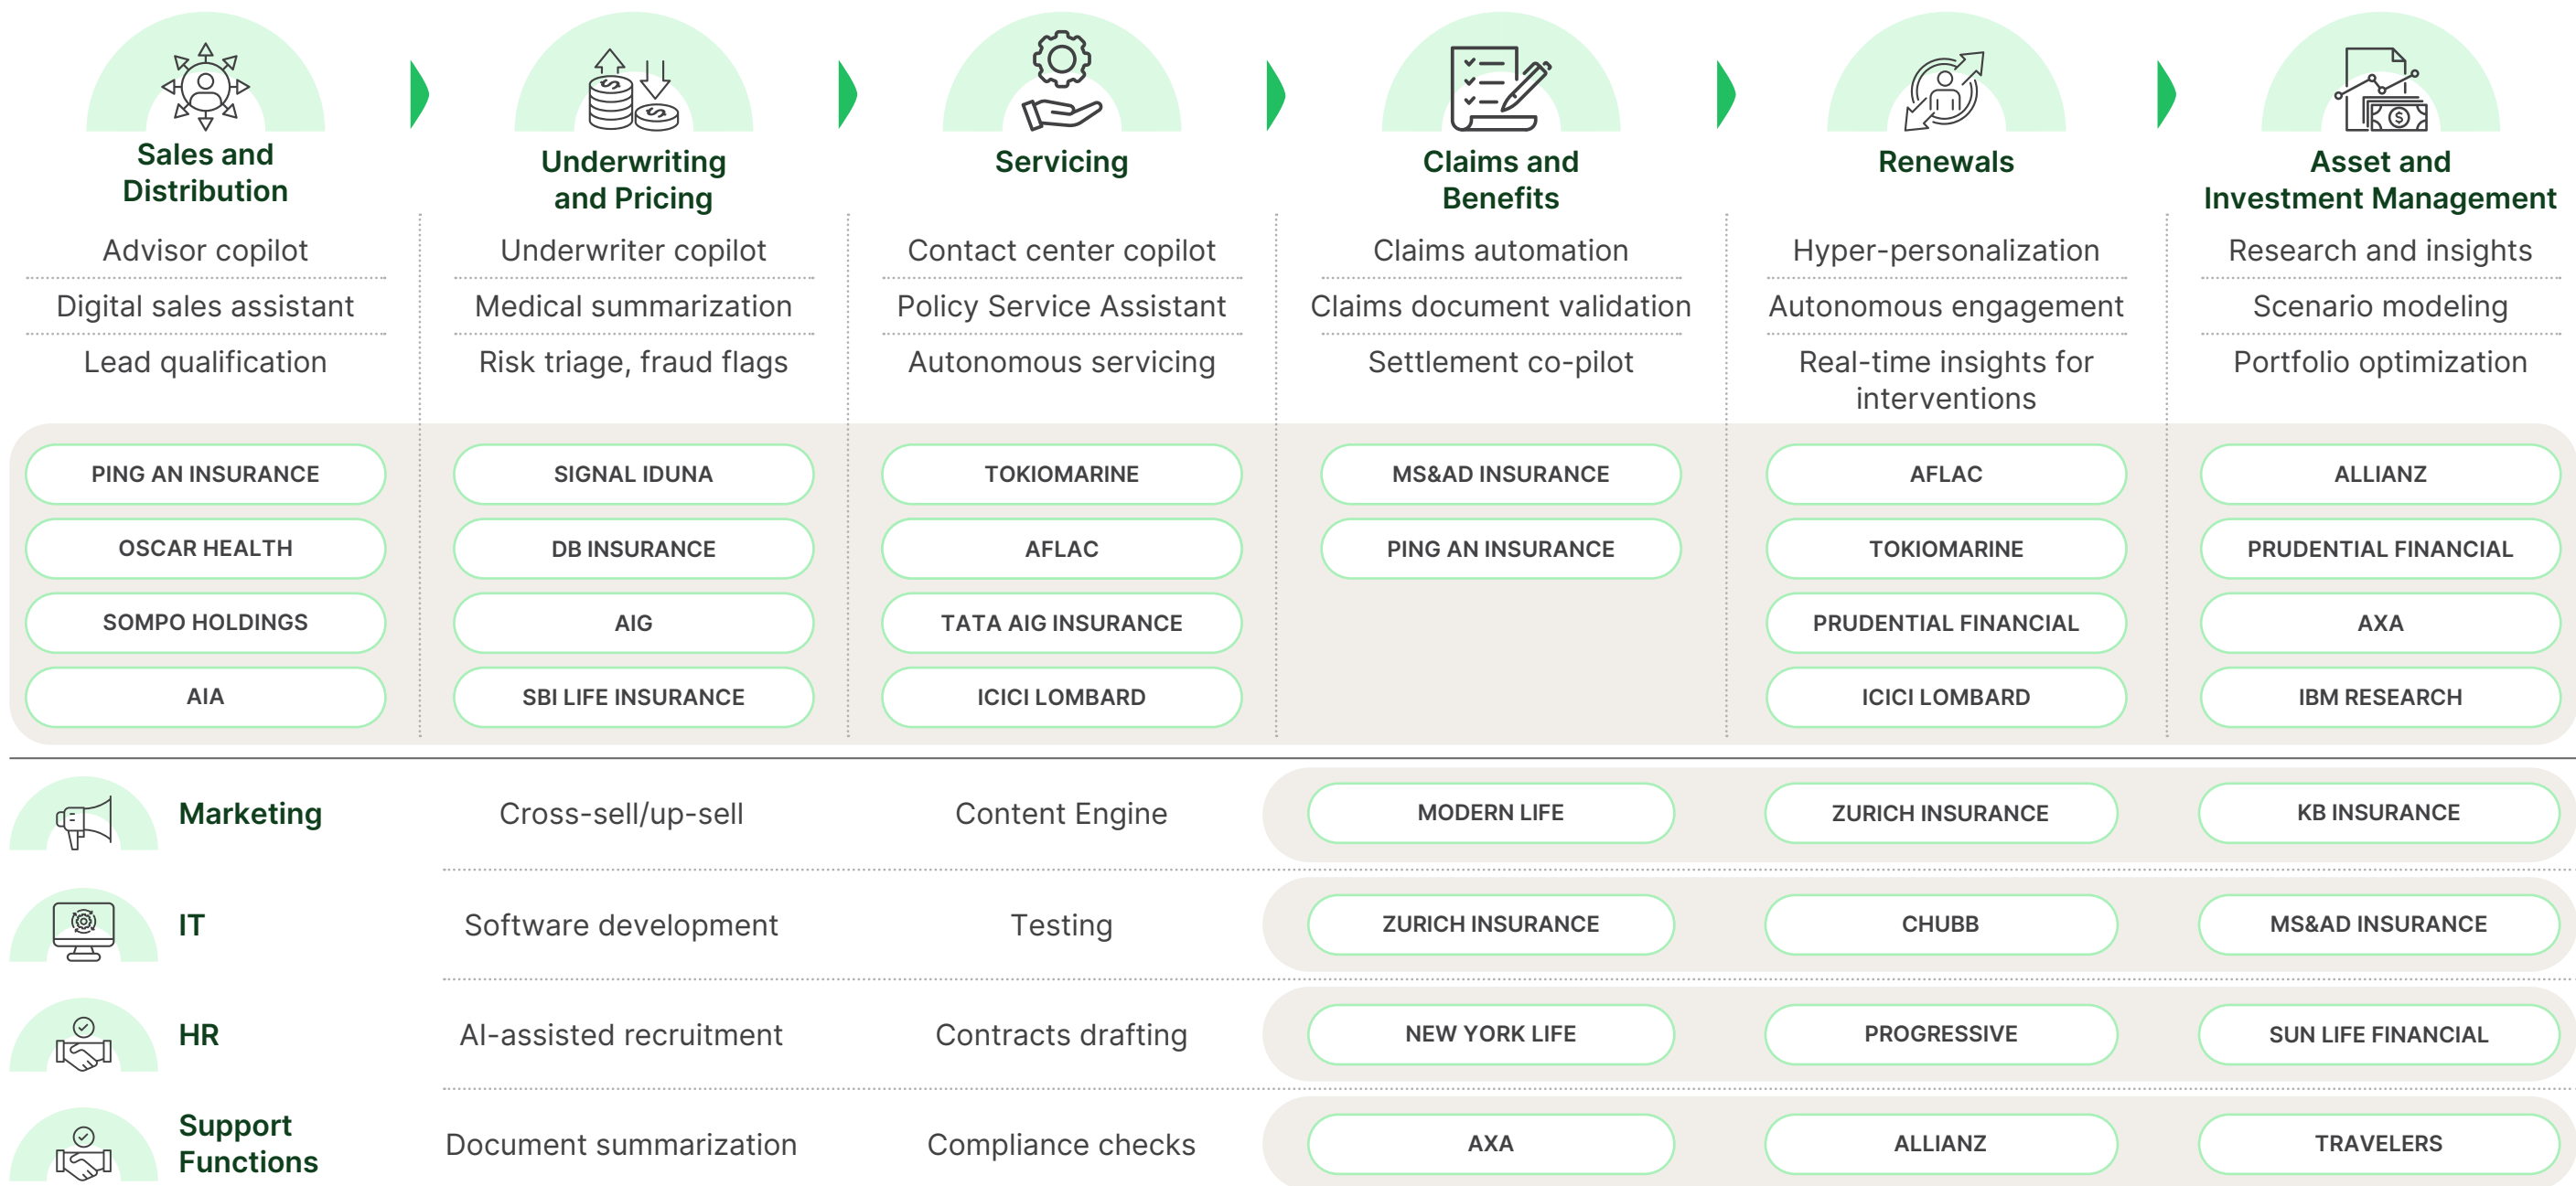 Sales and
Distribution
Underwriting
and Pricing
Servicing
Claims and
Benefits
Renewals
Asset and
Investment Management
Advisor copilot
Underwriter copilot
Contact center copilot
Claims automation
Hyper-personalization
Research and insights
Digital sales assistant
Medical summarization
Policy Service Assistant
Claims document validation
Autonomous engagement
Scenario modeling
Lead qualification
Risk triage, fraud flags
Autonomous servicing
Settlement co-pilot
Real-time insights for
interventions
Portfolio optimization
PING AN INSURANCE
SIGNAL IDUNA
TOKIOMARINE
MS&AD INSURANCE
AFLAC
ALLIANZ
OSCAR HEALTH
DB INSURANCE
AFLAC
PING AN INSURANCE
TOKIOMARINE
PRUDENTIAL FINANCIAL
SOMPO HOLDINGS
AIG
TATA AIG INSURANCE
PRUDENTIAL FINANCIAL
AXA
AIA
SBI LIFE INSURANCE
ICICI LOMBARD
ICICI LOMBARD
IBM RESEARCH
Marketing
Cross-sell/up-sell
Content Engine
MODERN LIFE
ZURICH INSURANCE
KB INSURANCE
IT
Software development
Testing
ZURICH INSURANCE
CHUBB
MS&AD INSURANCE
HR
AI-assisted recruitment
Contracts drafting
NEW YORK LIFE
PROGRESSIVE
SUN LIFE FINANCIAL
Support
Functions
Document summarization
Compliance checks
AXA
ALLIANZ
TRAVELERS